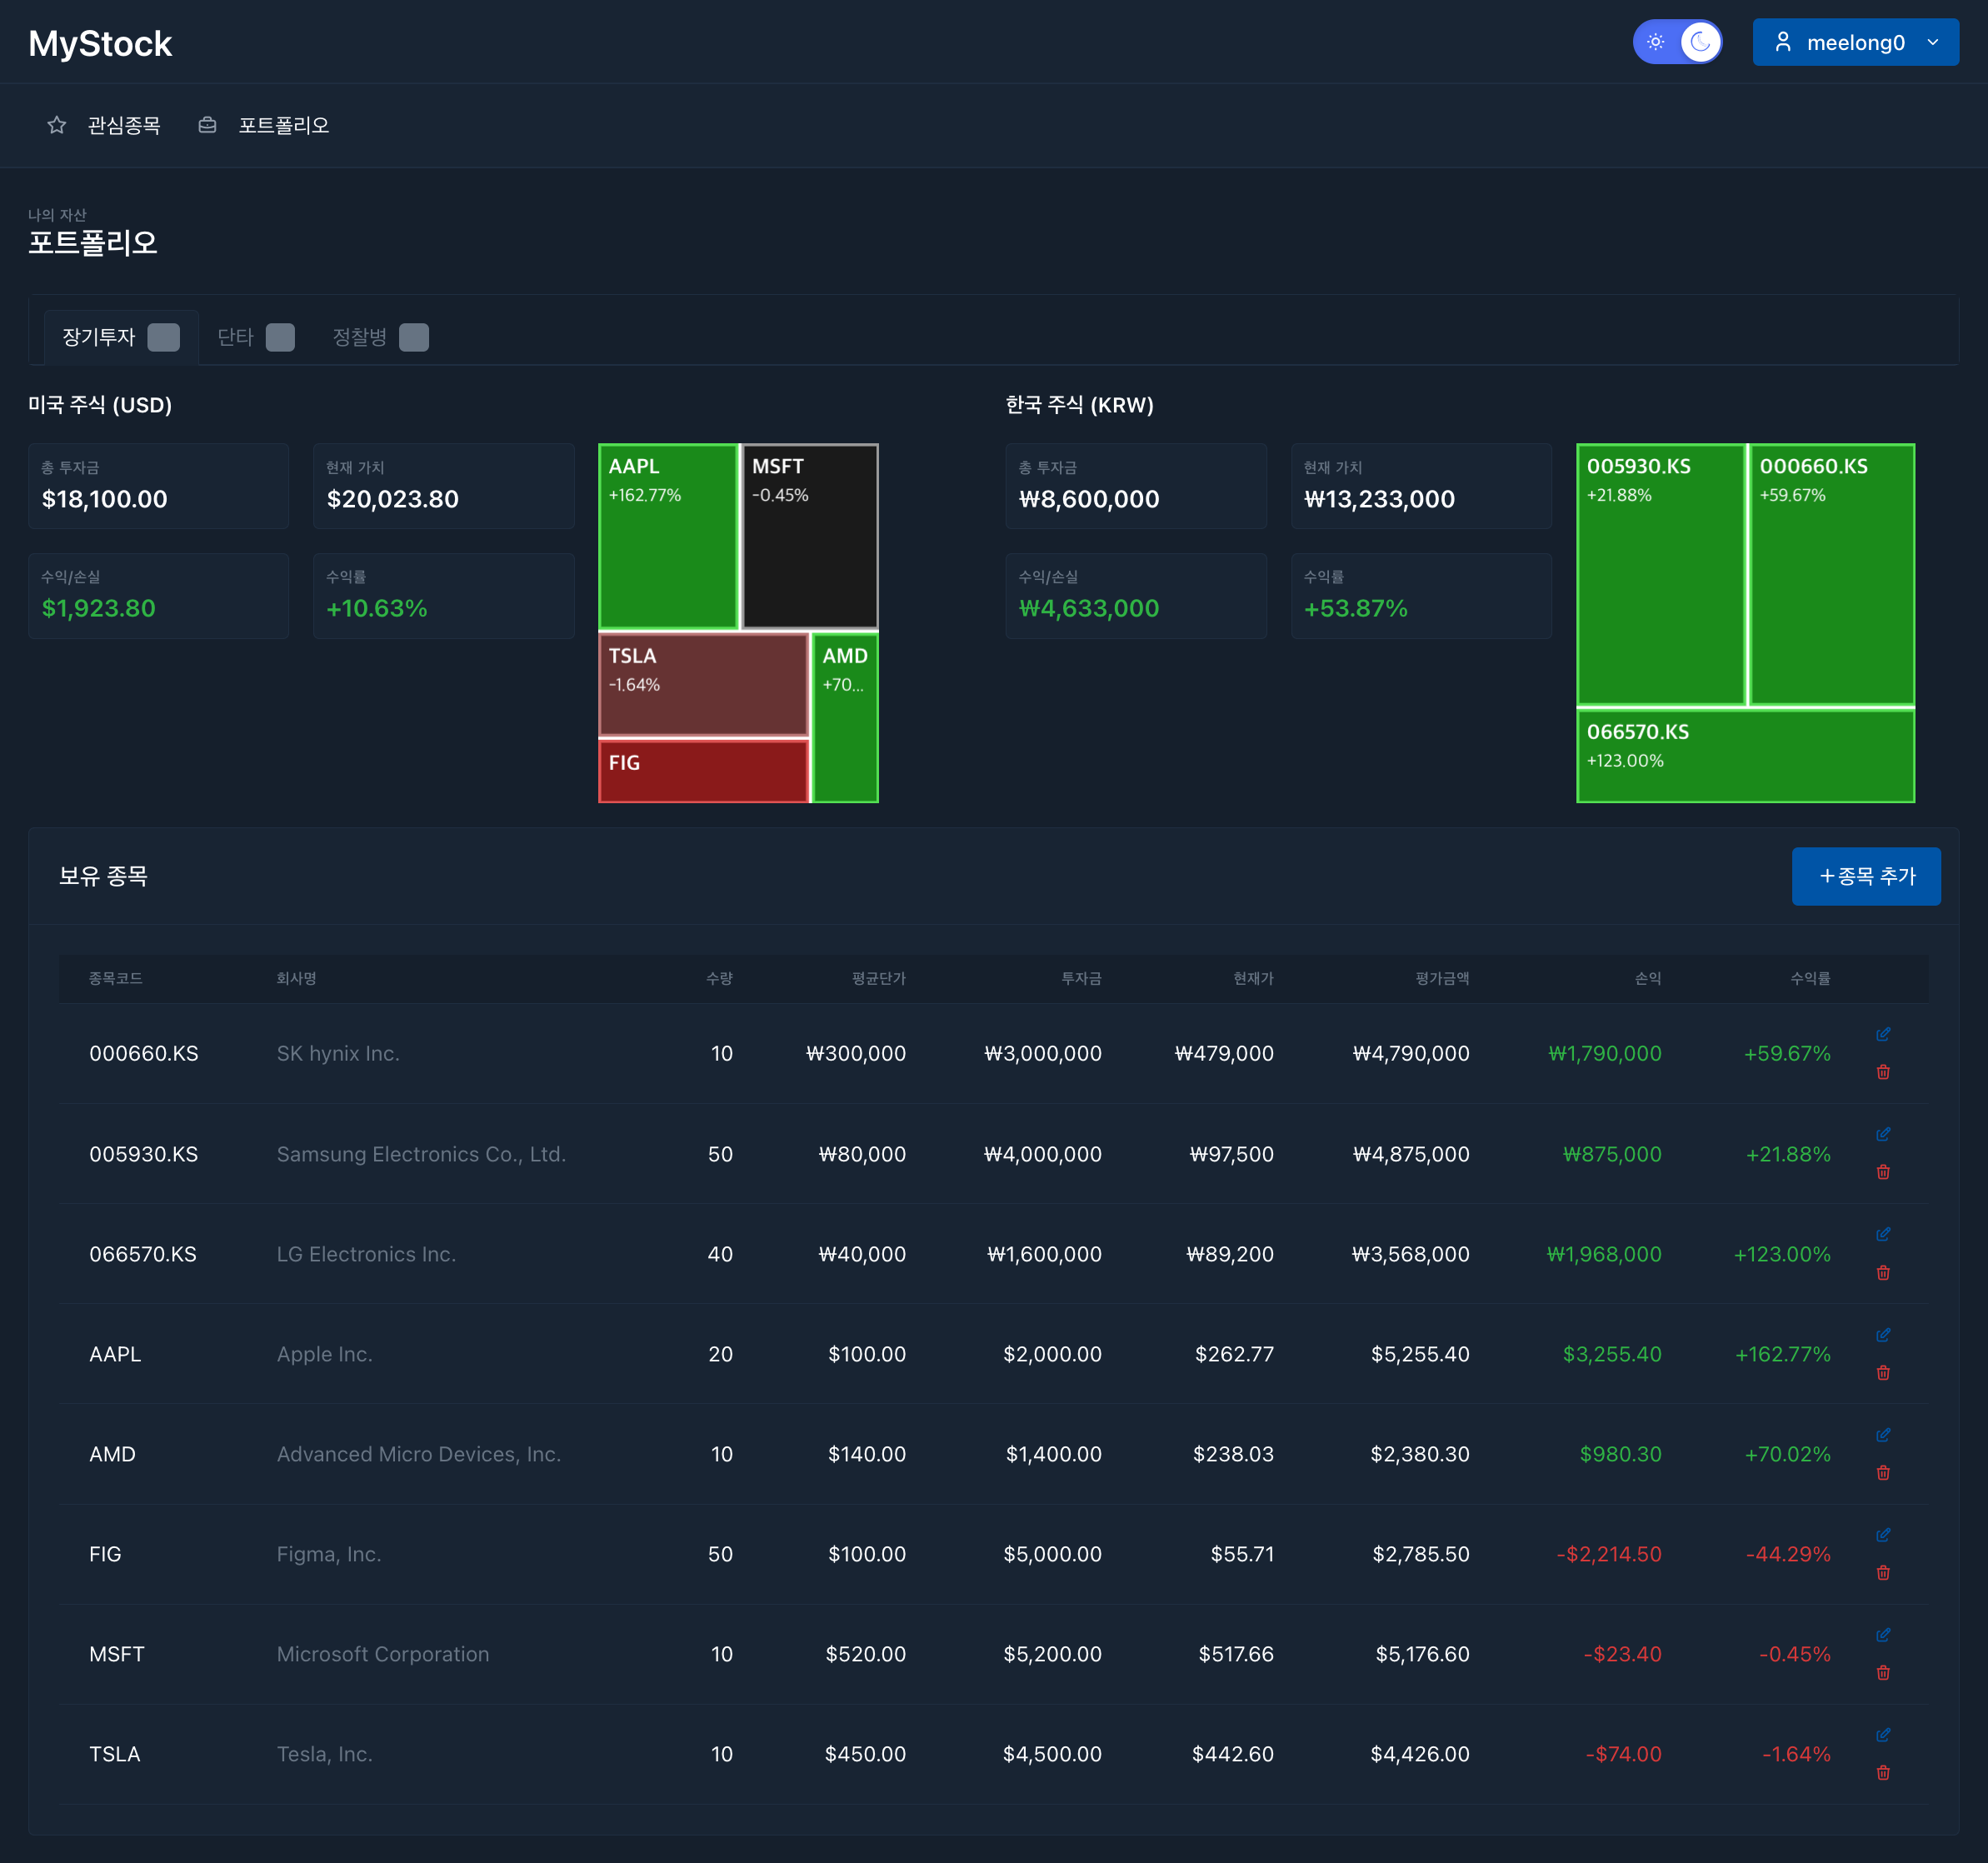 MyStock
meelong0
관심종목 포트폴리오
나의 자산
포트폴리오
장기투자 단타 정찰병
미국 주식 (USD)
총 투자금
$18,100.00
현재 가치
$20,023.80
수익/손실
$1,923.80
수익률
+10.63%
AAPL
+162.77%
MSFT
-0.45%
TSLA
-1.64%
AMD
+70...
FIG
한국 주식 (KRW)
총 투자금
₩8,600,000
현재 가치
₩13,233,000
수익/손실
₩4,633,000
수익률
+53.87%
005930.KS
+21.88%
000660.KS
+59.67%
066570.KS
+123.00%
보유 종목
+종목 추가
종목코드 회사명 수량 평균단가 투자금 현재가 평가금액 손익 수익률
000660.KS SK hynix Inc. 10 ₩300,000 ₩3,000,000 ₩479,000 ₩4,790,000 ₩1,790,000 +59.67%
005930.KS Samsung Electronics Co., Ltd. 50 ₩80,000 ₩4,000,000 ₩97,500 ₩4,875,000 ₩875,000 +21.88%
066570.KS LG Electronics Inc. 40 ₩40,000 ₩1,600,000 ₩89,200 ₩3,568,000 ₩1,968,000 +123.00%
AAPL Apple Inc. 20 $100.00 $2,000.00 $262.77 $5,255.40 $3,255.40 +162.77%
AMD Advanced Micro Devices, Inc. 10 $140.00 $1,400.00 $238.03 $2,380.30 $980.30 +70.02%
FIG Figma, Inc. 50 $100.00 $5,000.00 $55.71 $2,785.50 -$2,214.50 -44.29%
MSFT Microsoft Corporation 10 $520.00 $5,200.00 $517.66 $5,176.60 -$23.40 -0.45%
TSLA Tesla, Inc. 10 $450.00 $4,500.00 $442.60 $4,426.00 -$74.00 -1.64%